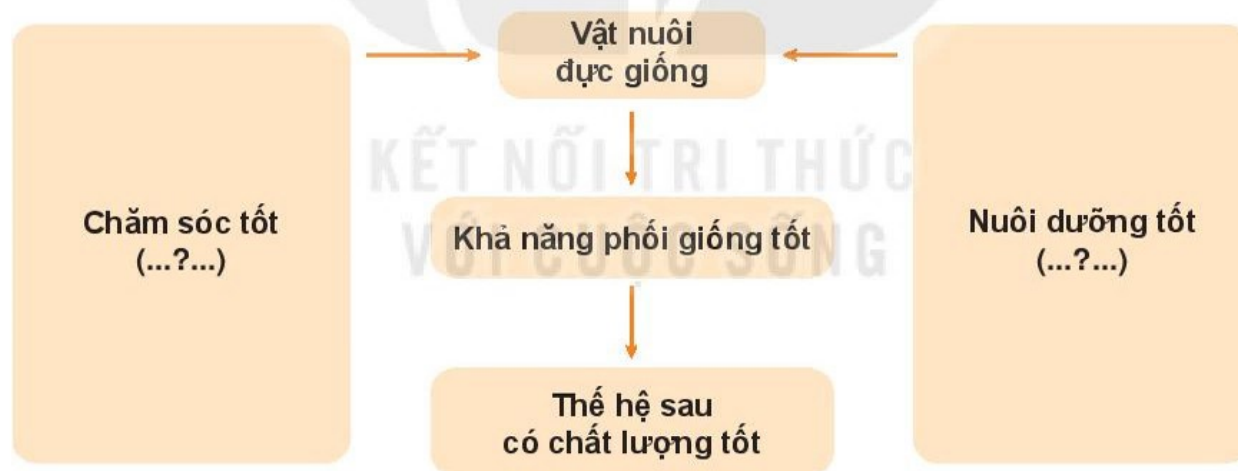 Vật nuôi
đực giống
Chăm sóc tốt
(...?...)
KẾT NỐI TRI THỨC
VỚI CUỘC SỐNG
Khả năng phối giống tốt
Nuôi dưỡng tốt
(...?...)
Thế hệ sau
có chất lượng tốt